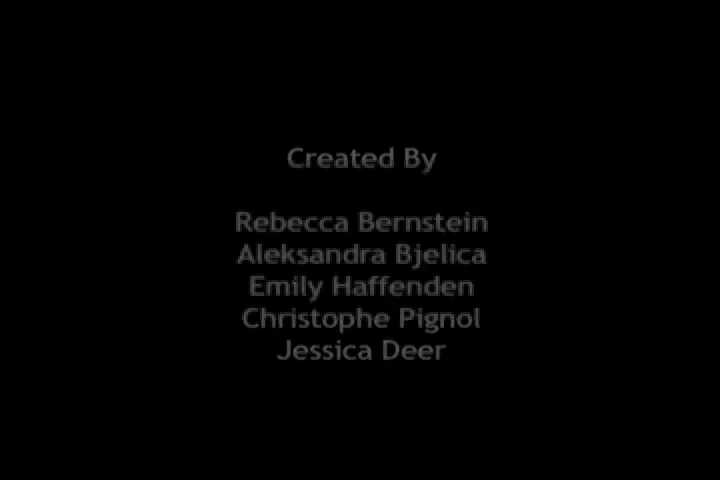 Created By
Rebecca Bernstein
Aleksandra Bjelica
Emily Haffenden
Christophe Pignol
Jessica Deer